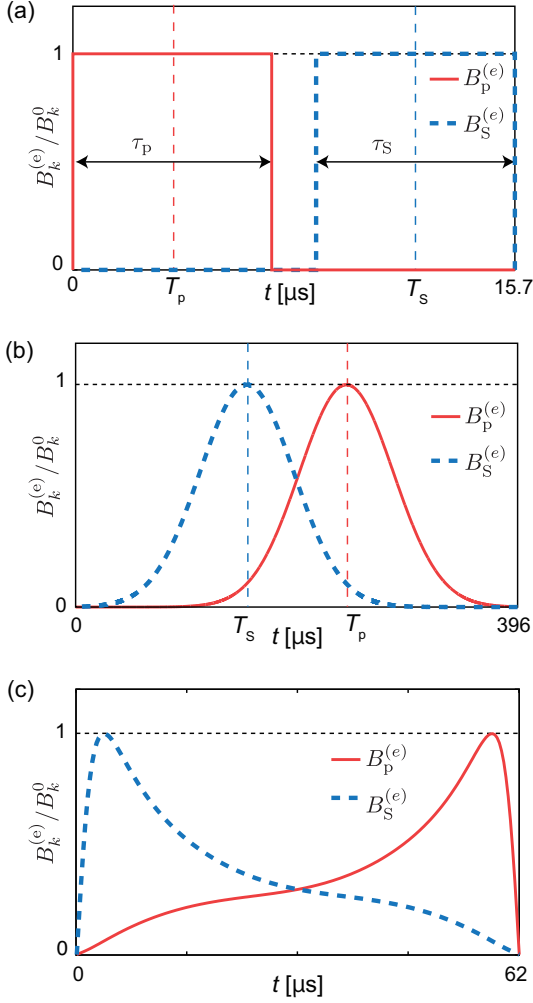 (a)
1
B_p^{(e)}
B_S^{(e)}
B_k^{(e)}/B_k^0
τ_p
τ_S
0
0
T_p
t [μs]
T_S
15.7
(b)
1
B_p^{(e)}
B_S^{(e)}
B_k^{(e)}/B_k^0
0
0
T_S
t [μs]
T_p
396
(c)
1
B_p^{(e)}
B_S^{(e)}
B_k^{(e)}/B_k^0
0
0
t [μs]
62